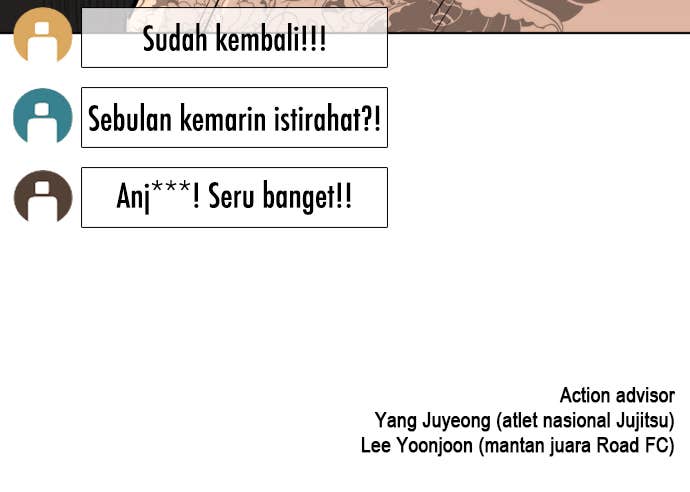 Sudah kembali!!!
Sebulan kemarin istirahat?!
Anj***! Seru banget!!
Action advisor
Yang Juyeong (atlet nasional Jujitsu)
Lee Yoonjoon (mantan juara Road FC)